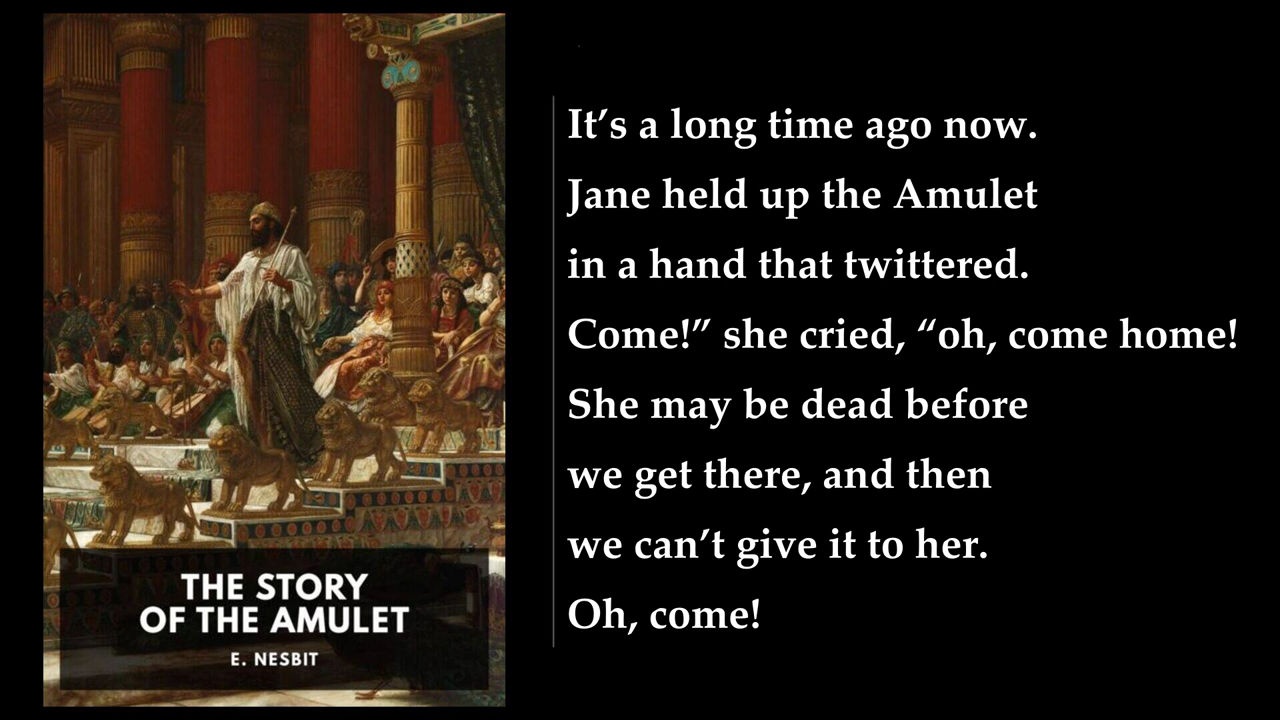 THE STORY
OF THE AMULET
E. NESBIT
It’s a long time ago now.
Jane held up the Amulet
in a hand that twittered.
Come!” she cried, “oh, come home!
She may be dead before
we get there, and then
we can’t give it to her.
Oh, come!